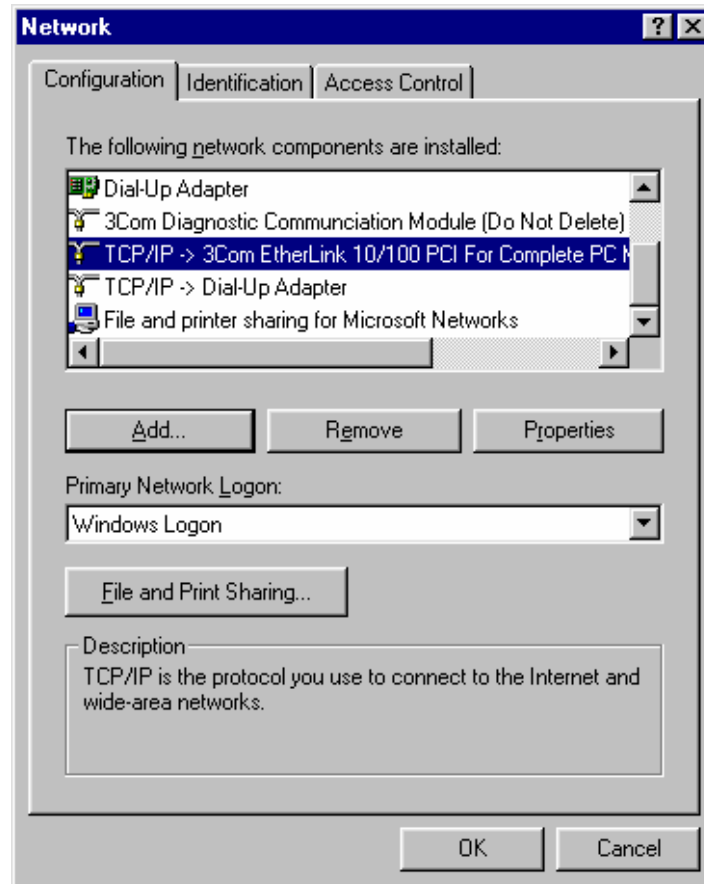 Network
Configuration Identification Access Control
The following network components are installed:
Dial-Up Adapter
3Com Diagnostic Communciation Module (Do Not Delete)
TCP/IP -> 3Com EtherLink 10/100 PCI For Complete PC
TCP/IP -> Dial-Up Adapter
File and printer sharing for Microsoft Networks
Add... Remove Properties
Primary Network Logon:
Windows Logon
File and Print Sharing...
Description
TCP/IP is the protocol you use to connect to the Internet and
wide-area networks.
OK Cancel